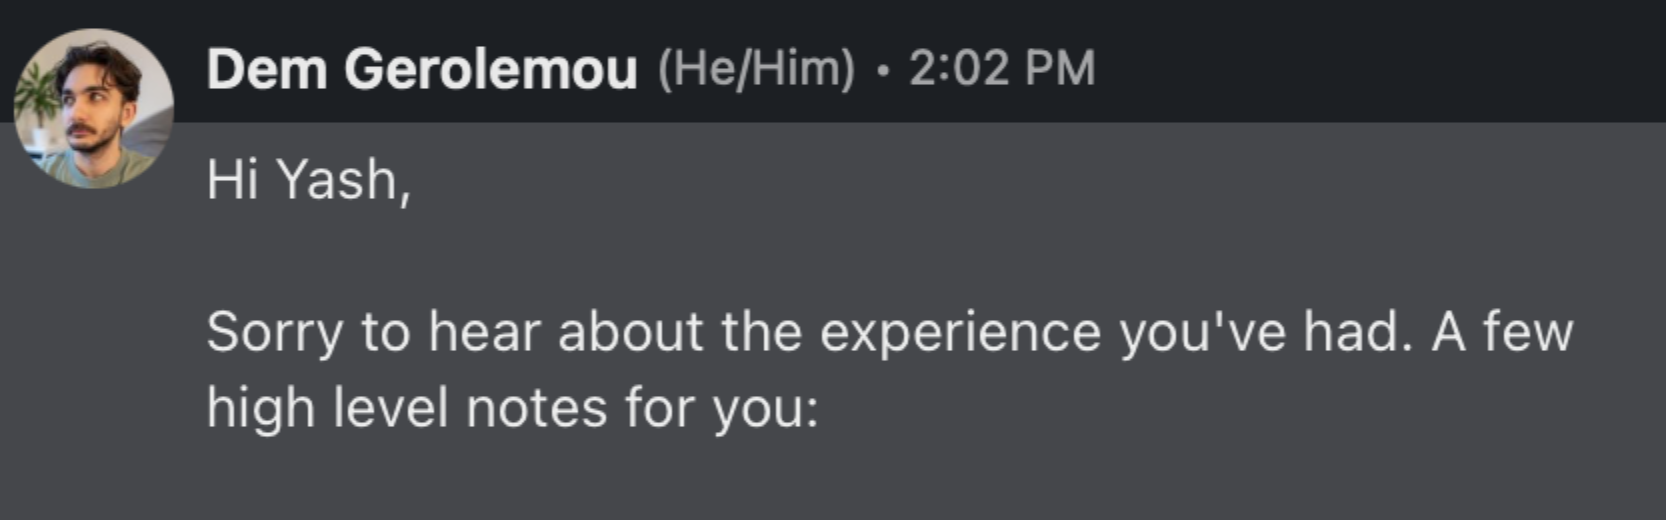 Dem Gerolemou (He/Him) • 2:02 PM
Hi Yash,
Sorry to hear about the experience you've had. A few
high level notes for you: